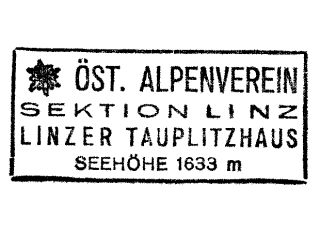 ÖST. ALPENVEREIN
SEKTION LINZ
LINZER TAUPLITZHAUS
SEEHÖHE 1633 m